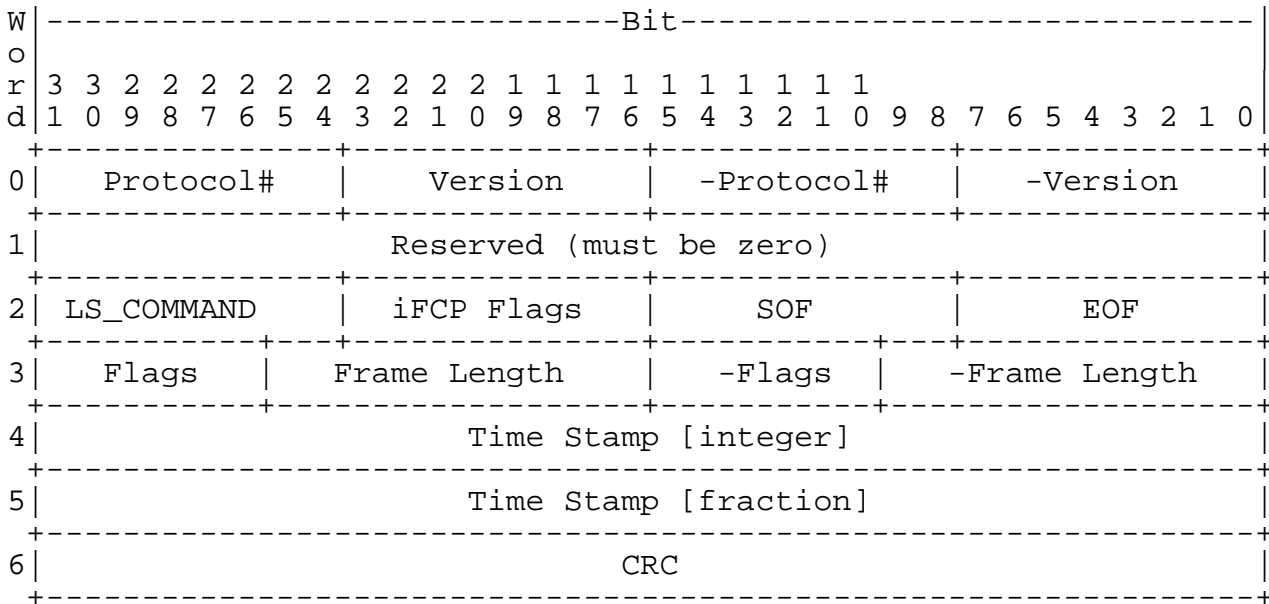 W|------------------------------Bit------------------------------|
o|
r|3 3 2 2 2 2 2 2 2 2 2 2 1 1 1 1 1 1 1 1 1 1
d|1 0 9 8 7 6 5 4 3 2 1 0 9 8 7 6 5 4 3 2 1 0 9 8 7 6 5 4 3 2 1 0|
0| Protocol# | Version | -Protocol# | -Version |
1| Reserved (must be zero) |
2| LS_COMMAND | iFCP Flags | SOF | EOF |
3| Flags | Frame Length | -Flags | -Frame Length |
4| Time Stamp [integer] |
5| Time Stamp [fraction] |
6| CRC |